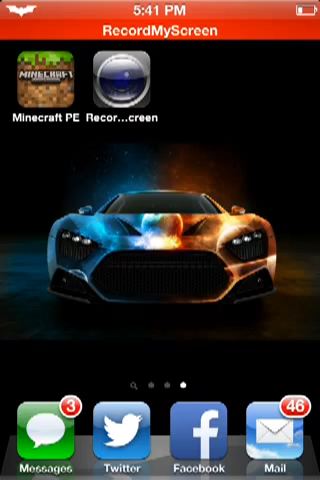 5:41 PM
RecordMyScreen
MINECRAFT
Minecraft PE
Recor...creen
3
46
Messages
Twitter
Facebook
Mail